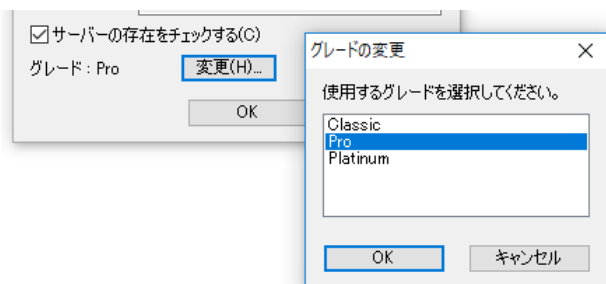 サーバーの存在をチェックする(C)
グレード : Pro
変更(H)...
OK
グレードの変更
使用するグレードを選択してください。
Classic
Pro
Platinum
OK
キャンセル